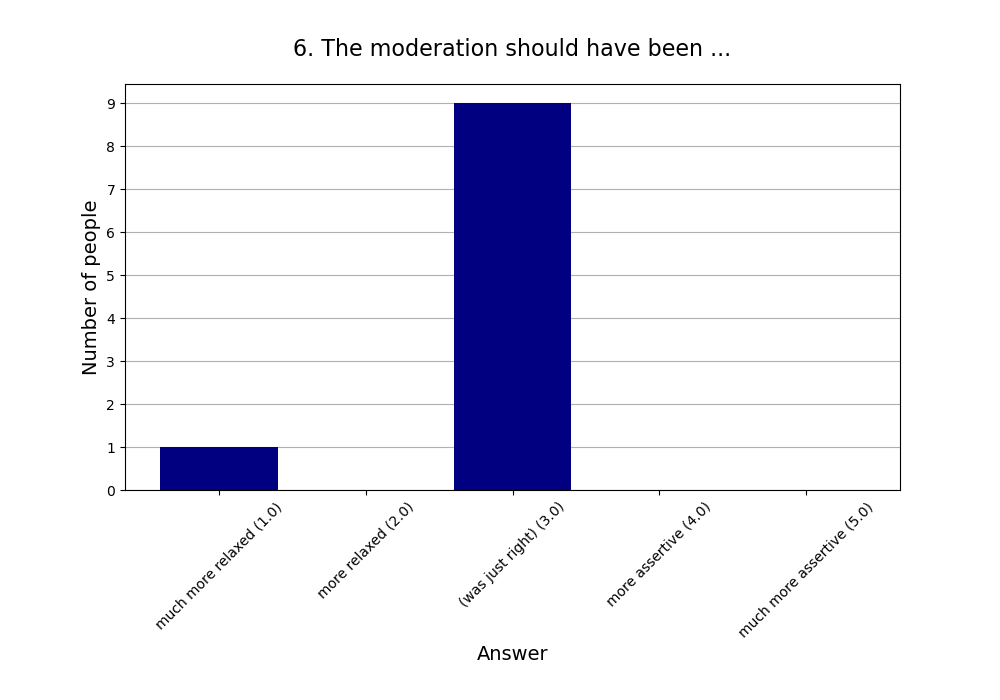 6. The moderation should have been ...
Number of people
9
8
7
6
5
4
3
2
1
0
much more relaxed (1.0)
more relaxed (2.0)
(was just right) (3.0)
more assertive (4.0)
much more assertive (5.0)
Answer